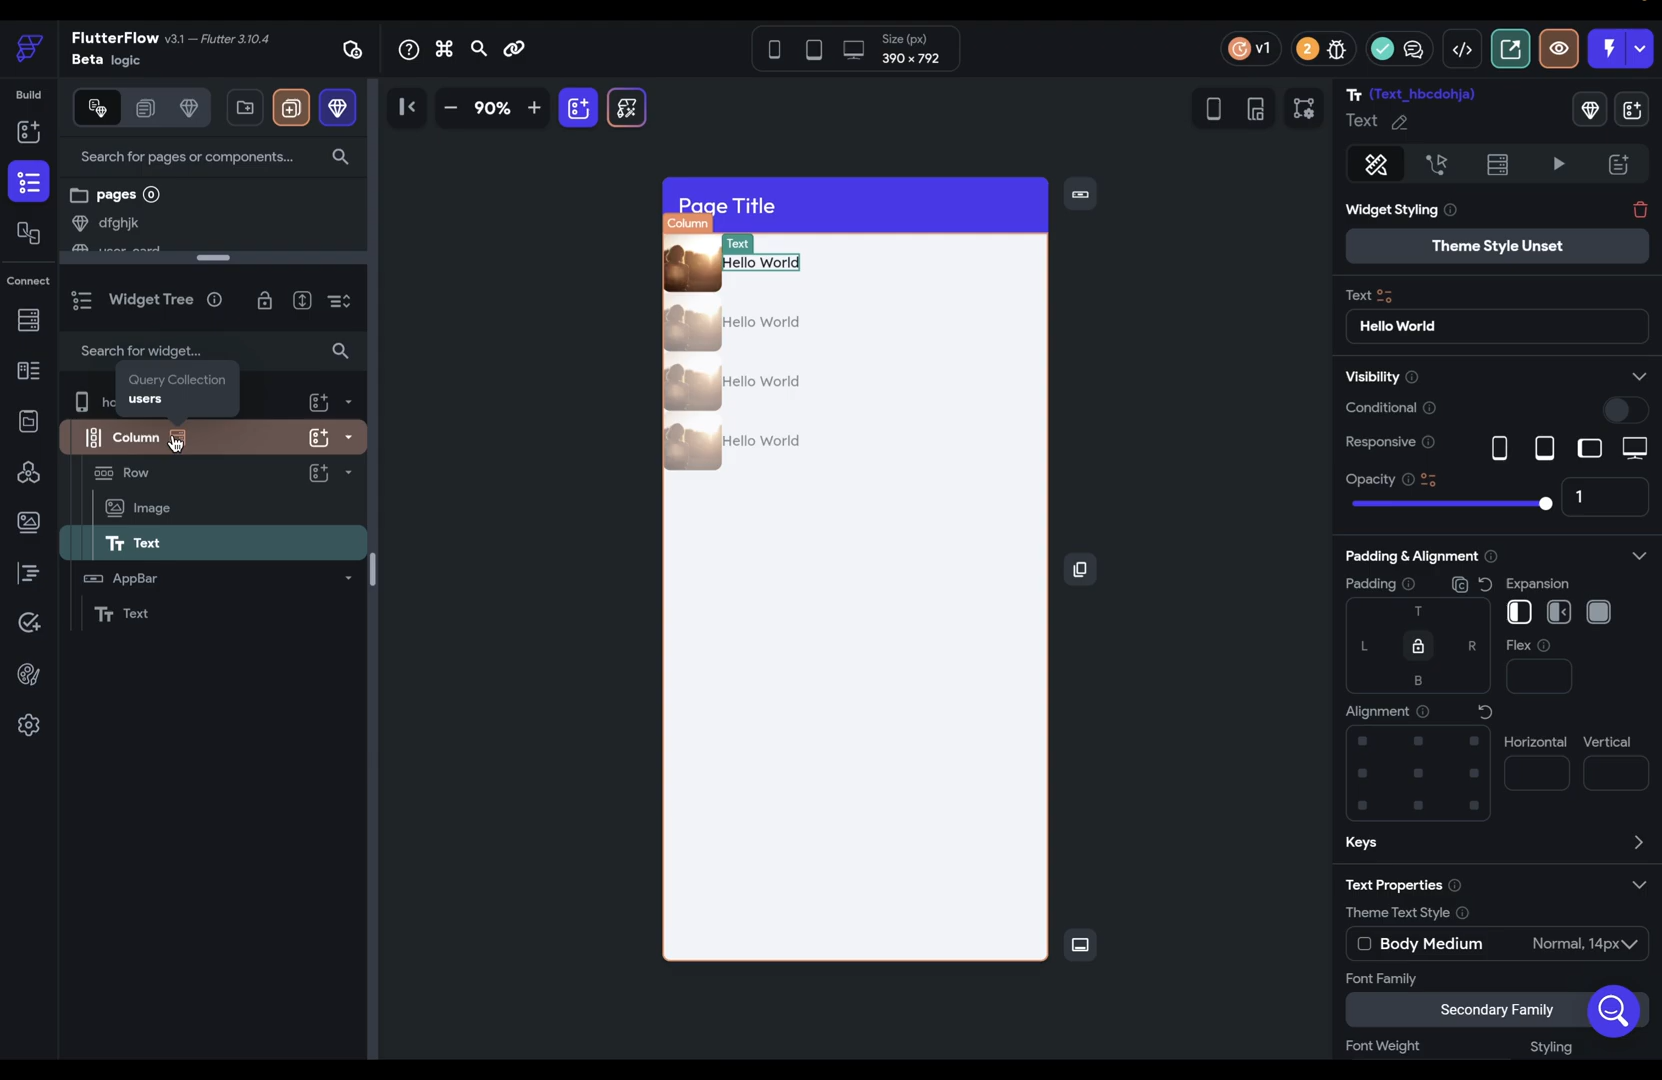 FlutterFlow v3.1 — Flutter 3.10.4
Beta logic
Size (px)
390 × 792
v1
2
Build
90%
(Text_hbcdohja)
Text
Search for pages or components...
pages 0
dfghjk
user_card
Connect
Widget Tree
Search for widget...
Query Collection
users
Column
Row
Image
Text
AppBar
Text
Page Title
Column
Text
Hello World
Hello World
Hello World
Hello World
Widget Styling
Theme Style Unset
Text
Hello World
Visibility
Conditional
Responsive
Opacity
1
Padding & Alignment
Padding
Expansion
T
L
R
B
Flex
Alignment
Horizontal Vertical
Keys
Text Properties
Theme Text Style
Body Medium Normal, 14px
Font Family
Secondary Family
Font Weight Styling